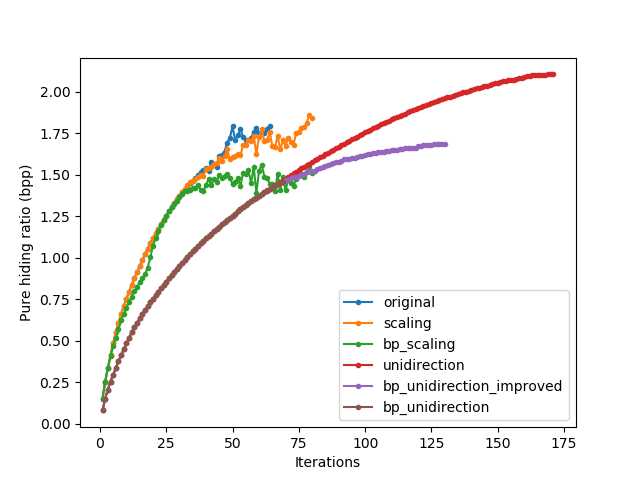 2.00
1.75
1.50
1.25
1.00
0.75
0.50
0.25
0.00
Pure hiding ratio (bpp)
original
scaling
bp_scaling
unidirection
bp_unidirection_improved
bp_unidirection
0 25 50 75 100 125 150 175
Iterations